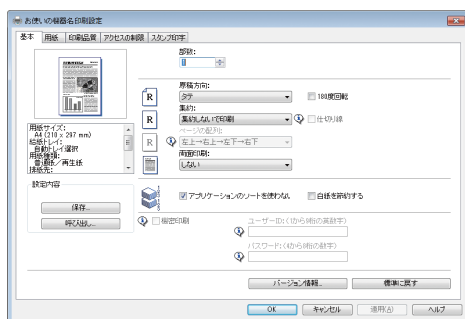 お使いの機器名印刷設定
基本 用紙 印刷品質 アクセスの制限 スタンプ印字
部数:
1
原稿方向:
R タテ 180度回転
集約:
R 集約しないで印刷 仕切り線
ページの配列:
R 左上→右上→左下→右下
両面印刷:
しない
用紙サイズ:
A4 (210 x 297 mm)
給紙トレイ:
自動トレイ選択
用紙種類:
普通紙/再生紙
排紙先:
設定内容
保存...
呼び出し...
アプリケーションのソートを使わない 白紙を節約する
機密印刷 ユーザーID:(1から8桁の英数字)
パスワード:(4から8桁の数字)
バージョン情報... 標準に戻す
OK キャンセル 適用(A) ヘルプ